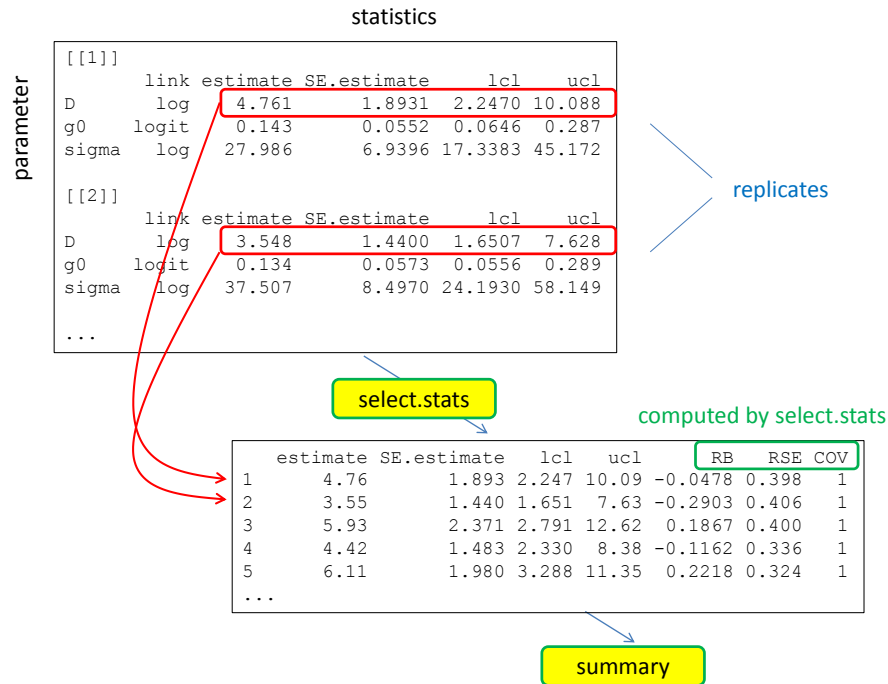 statistics
parameter
[[1]]
link estimate SE.estimate lcl ucl
D log 4.761 1.8931 2.2470 10.088
g0 logit 0.143 0.0552 0.0646 0.287
sigma log 27.986 6.9396 17.3383 45.172
replicates
[[2]]
link estimate SE.estimate lcl ucl
D log 3.548 1.4400 1.6507 7.628
g0 logit 0.134 0.0573 0.0556 0.289
sigma log 37.507 8.4970 24.1930 58.149
...
select.stats
computed by select.stats
estimate SE.estimate lcl ucl RB RSE COV
1 4.76 1.893 2.247 10.09 -0.0478 0.398 1
2 3.55 1.440 1.651 7.63 -0.2903 0.406 1
3 5.93 2.371 2.791 12.62 0.1867 0.400 1
4 4.42 1.483 2.330 8.38 -0.1162 0.336 1
5 6.11 1.980 3.288 11.35 0.2218 0.324 1
...
summary